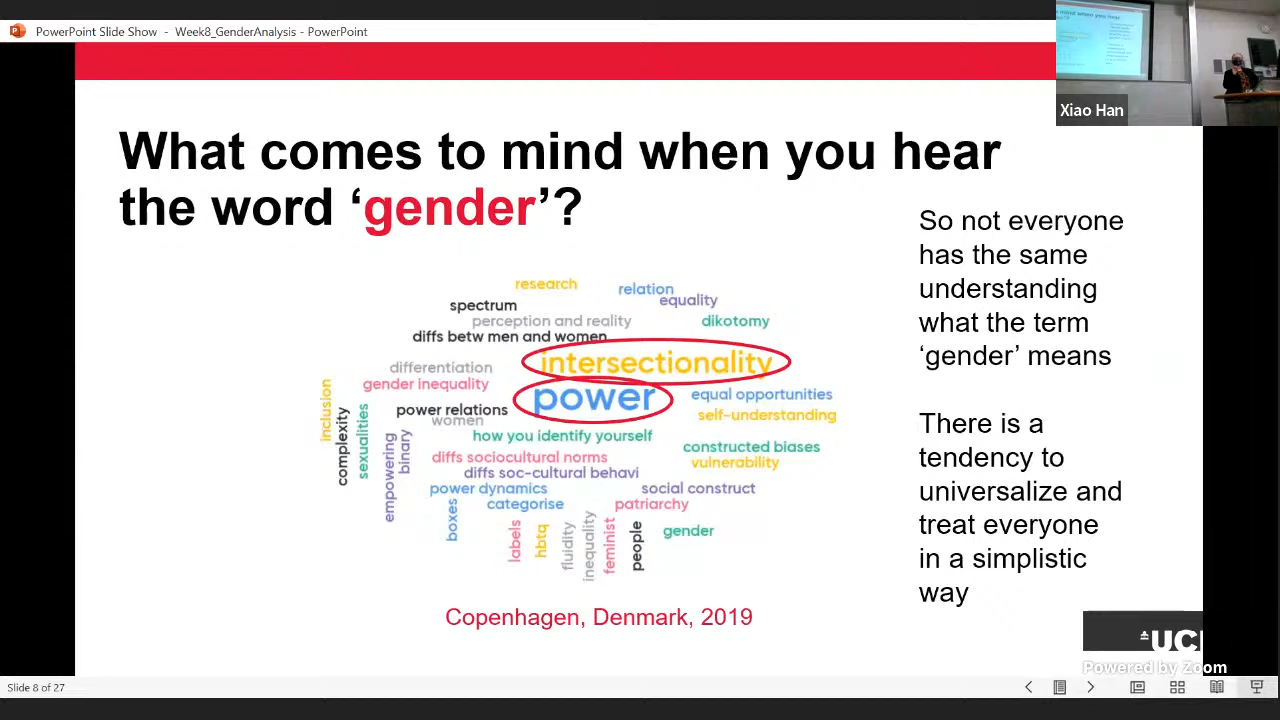 PowerPoint Slide Show - Week8_GenderAnalysis - PowerPoint
Xiao Han
What comes to mind when you hear
the word ‘gender’?
research
relation
spectrum
equality
perception and reality
dikotomy
diffs betw men and women
intersectionality
differentiation
gender inequality
power
equal opportunities
power relations
self-understanding
women
how you identify yourself
constructed biases
diffs sociocultural norms
vulnerability
diffs soc-cultural behavi
power dynamics
social construct
categorise
patriarchy
gender
inclusion
complexity
sexualities
empowering
binary
boxes
labels
hbtq
fluidity
inequality
feminist
people
Copenhagen, Denmark, 2019
So not everyone
has the same
understanding
what the term
‘gender’ means
There is a
tendency to
universalize and
treat everyone
in a simplistic
way
UC
Powered by Zoom
Slide 8 of 27